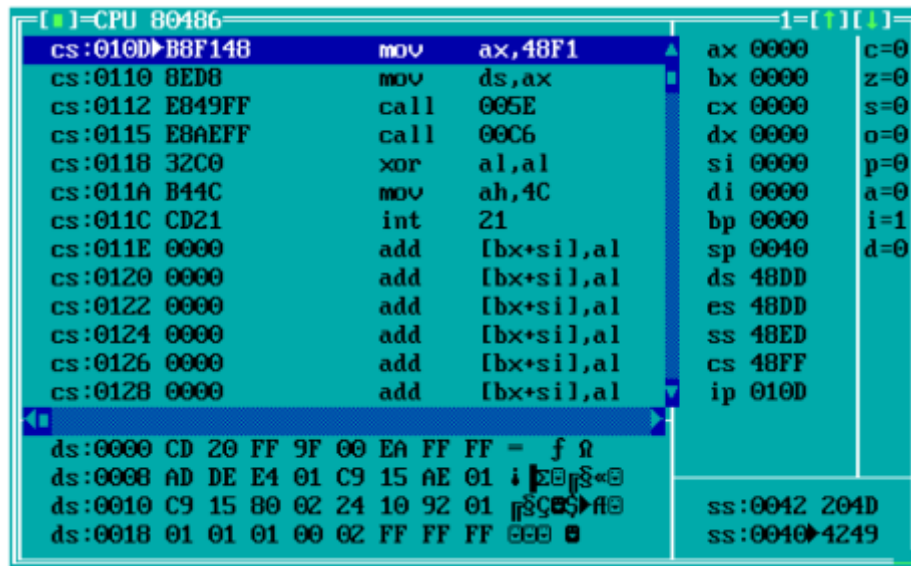 [■]=CPU 80486 1=[↑][↓]=
cs:010D►B8F148 mov ax,48F1 ax 0000 c=0
cs:0110 8ED8 mov ds,ax bx 0000 z=0
cs:0112 E849FF call 005E cx 0000 s=0
cs:0115 E8AEFF call 00C6 dx 0000 o=0
cs:0118 32C0 xor al,al si 0000 p=0
cs:011A B44C mov ah,4C di 0000 a=0
cs:011C CD21 int 21 bp 0000 i=1
cs:011E 0000 add [bx+si],al sp 0040 d=0
cs:0120 0000 add [bx+si],al ds 48DD
cs:0122 0000 add [bx+si],al es 48DD
cs:0124 0000 add [bx+si],al ss 48ED
cs:0126 0000 add [bx+si],al cs 48FF
cs:0128 0000 add [bx+si],al ip 010D
ds:0000 CD 20 FF 9F 00 EA FF FF = ƒ Ω
ds:0008 AD DE E4 01 C9 15 AE 01 ¡▐Σ☺╔§«☺
ds:0010 C9 15 80 02 24 10 92 01 ╔§Ç☻$►Æ☺ ss:0042 204D
ds:0018 01 01 01 00 02 FF FF FF ☺☺☺ ☻ ss:0040►4249